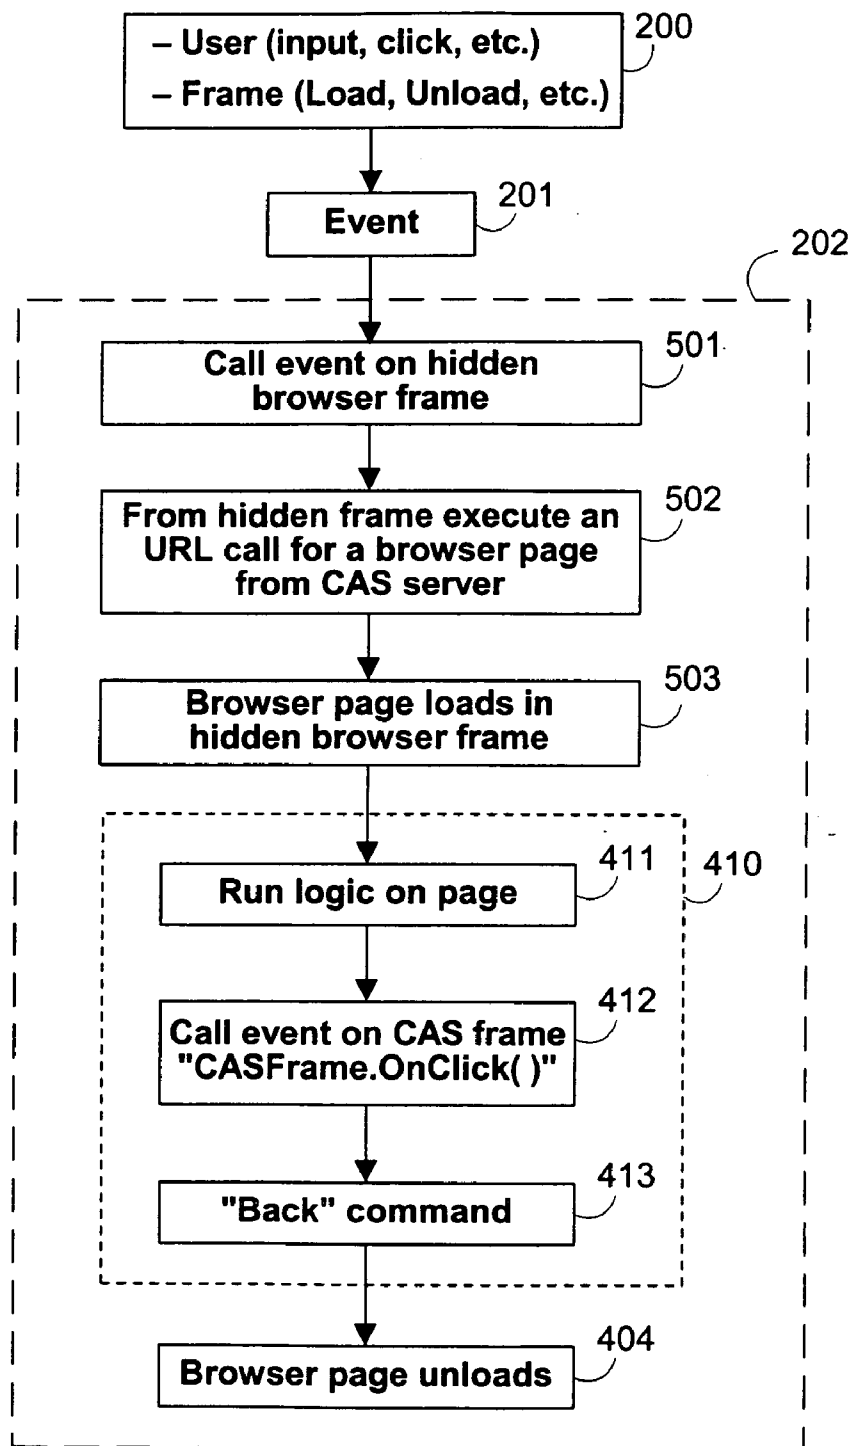 – User (input, click, etc.)
– Frame (Load, Unload, etc.)
200
Event
201
202
Call event on hidden
browser frame
501
From hidden frame execute an
URL call for a browser page
from CAS server
502
Browser page loads in
hidden browser frame
503
Run logic on page
411
410
Call event on CAS frame
"CASFrame.OnClick( )"
412
"Back" command
413
Browser page unloads
404